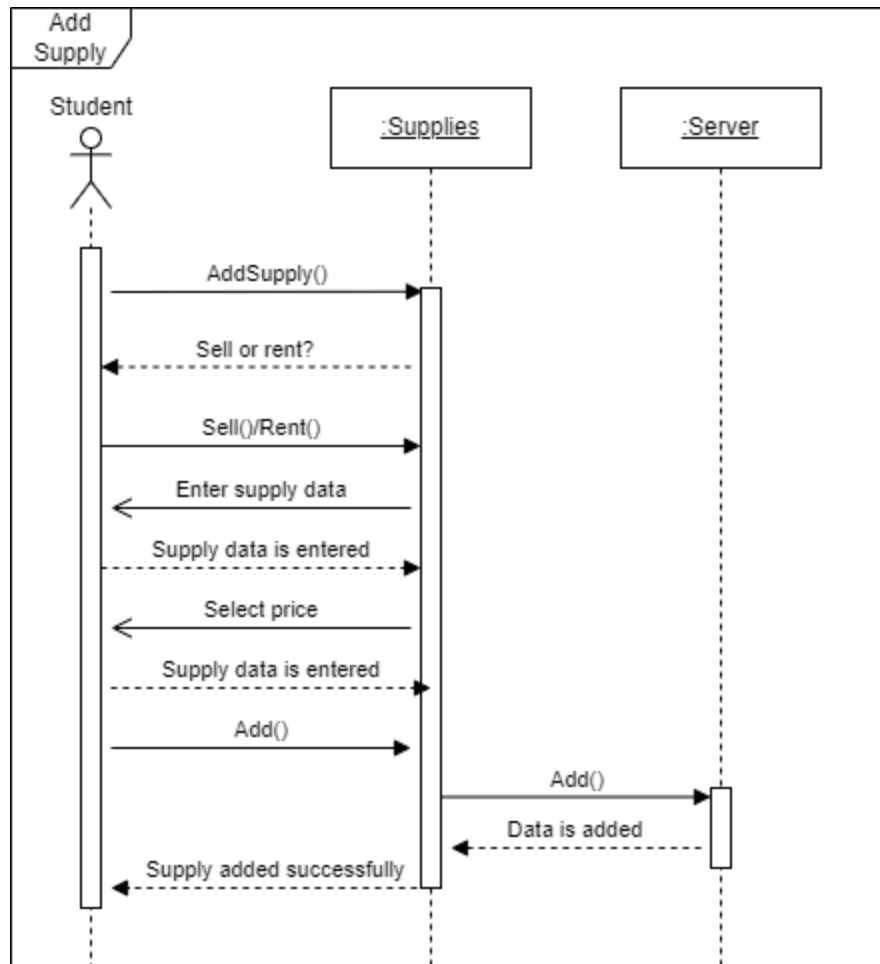 Add
Supply
Student
:Supplies
:Server
AddSupply()
Sell or rent?
Sell()/Rent()
Enter supply data
Supply data is entered
Select price
Supply data is entered
Add()
Add()
Data is added
Supply added successfully